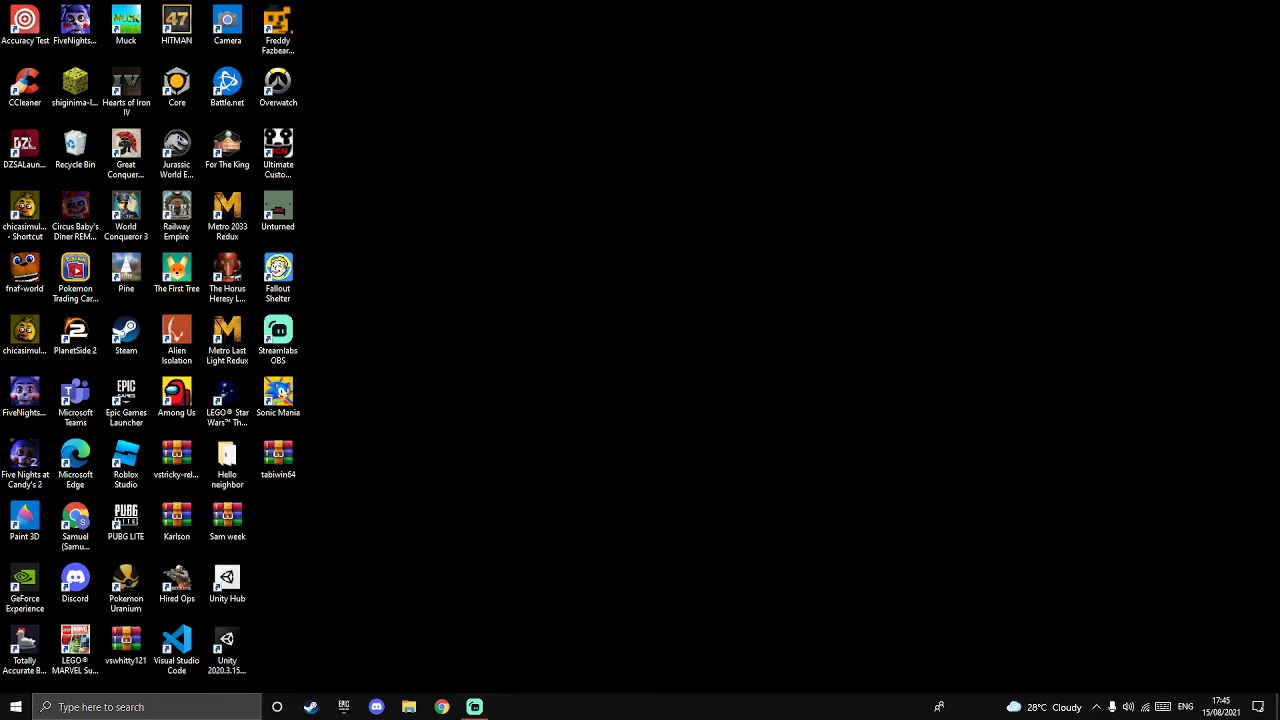 Accuracy Test
FiveNights...
Muck
HITMAN
Camera
Freddy
Fazbear...
CCleaner
shiginima-l...
Hearts of Iron
IV
Core
Battle.net
Overwatch
DZSALaun...
Recycle Bin
Great
Conquer...
Jurassic
World E...
For The King
Ultimate
Custo...
chicasimul...
- Shortcut
Circus Baby's
Diner REM...
World
Conqueror 3
Railway
Empire
Metro 2033
Redux
Unturned
fnaf-world
Pokemon
Trading Car...
Pine
The First Tree
The Horus
Heresy L...
Fallout
Shelter
chicasimul...
PlanetSide 2
Steam
Alien
Isolation
Metro Last
Light Redux
Streamlabs
OBS
FiveNights...
Microsoft
Teams
Epic Games
Launcher
Among Us
LEGO® Star
Wars™ Th...
Sonic Mania
Five Nights at
Candy's 2
Microsoft
Edge
Roblox
Studio
vstricky-rel...
Hello
neighbor
tabiwin64
Paint 3D
Samuel
(Samu...
PUBG LITE
Karlson
Sam week
GeForce
Experience
Discord
Pokemon
Uranium
Hired Ops
Unity Hub
Totally
Accurate B...
LEGO®
MARVEL Su...
vswhitty121
Visual Studio
Code
Unity
2020.3.15...
Type here to search
28°C Cloudy
ENG
17:45
15/08/2021